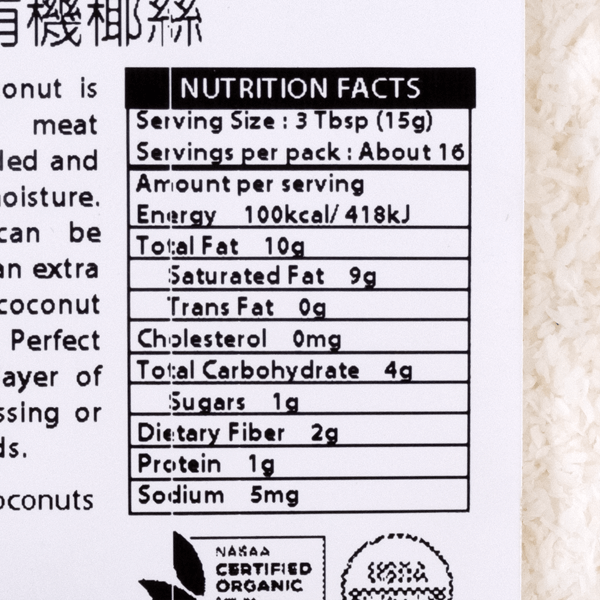 機椰絲
onut is
meat
led and
oisture.
can be
an extra
coconut
Perfect
ayer of
ssing or
ds.
oconuts
NUTRITION FACTS
Serving Size : 3 Tbsp (15g)
Servings per pack : About 16
Amount per serving
Energy 100kcal/ 418kJ
Total Fat 10g
Saturated Fat 9g
Trans Fat 0g
Cholesterol 0mg
Total Carbohydrate 4g
Sugars 1g
Dietary Fiber 2g
Protein 1g
Sodium 5mg
NASAA
CERTIFIED
ORGANIC
USDA